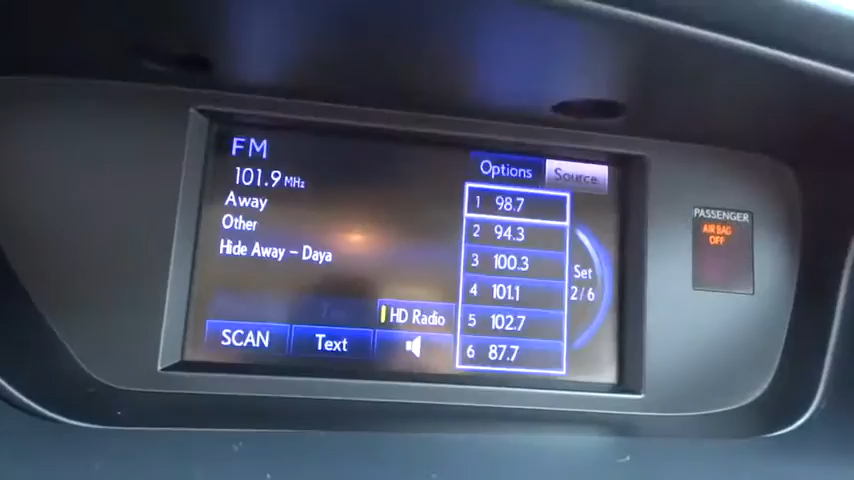 FM
101.9 MHz
Away
Other
Hide Away – Daya
HD Radio
SCAN
Text
Options
Source
1 98.7
2 94.3
3 100.3
4 101.1
5 102.7
6 87.7
Set
2/6
PASSENGER
AIR BAG
OFF